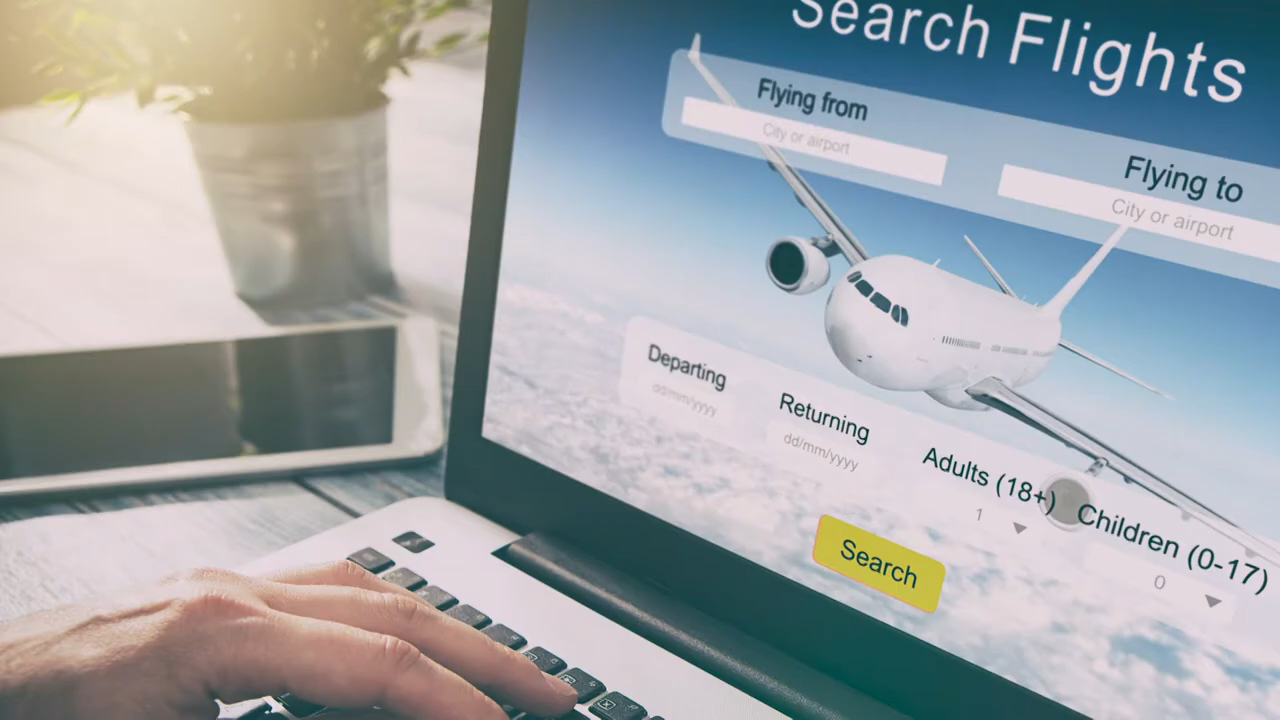 Search Flights
Flying from
City or airport
Flying to
City or airport
Departing
dd/mm/yyyy
Returning
dd/mm/yyyy
Adults (18+)
1
Children (0-17)
0
Search